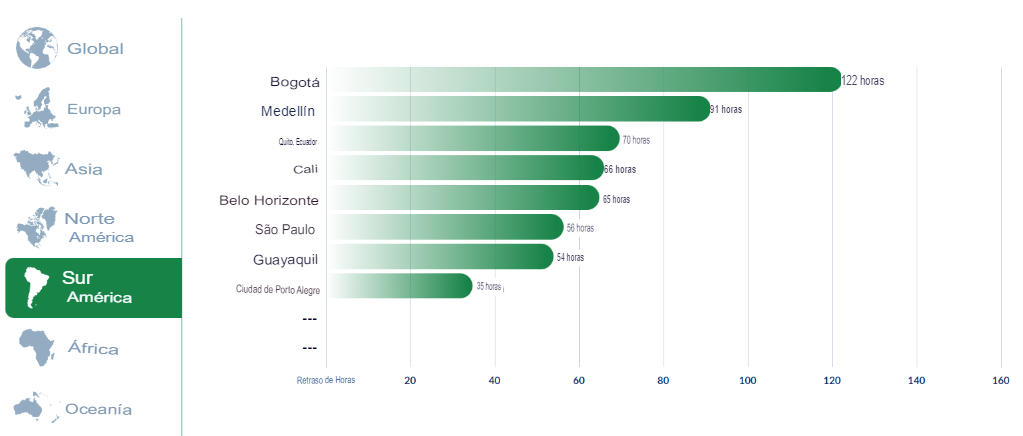 Global
Europa
Asia
Norte
América
Sur
América
África
Oceanía
Bogotá
122 horas
Medellín
91 horas
Quito, Ecuador
70 horas
Cali
66 horas
Belo Horizonte
65 horas
São Paulo
56 horas
Guayaquil
54 horas
Ciudad de Porto Alegre
35 horas
---
---
Retraso de Horas 20 40 60 80 100 120 140 160